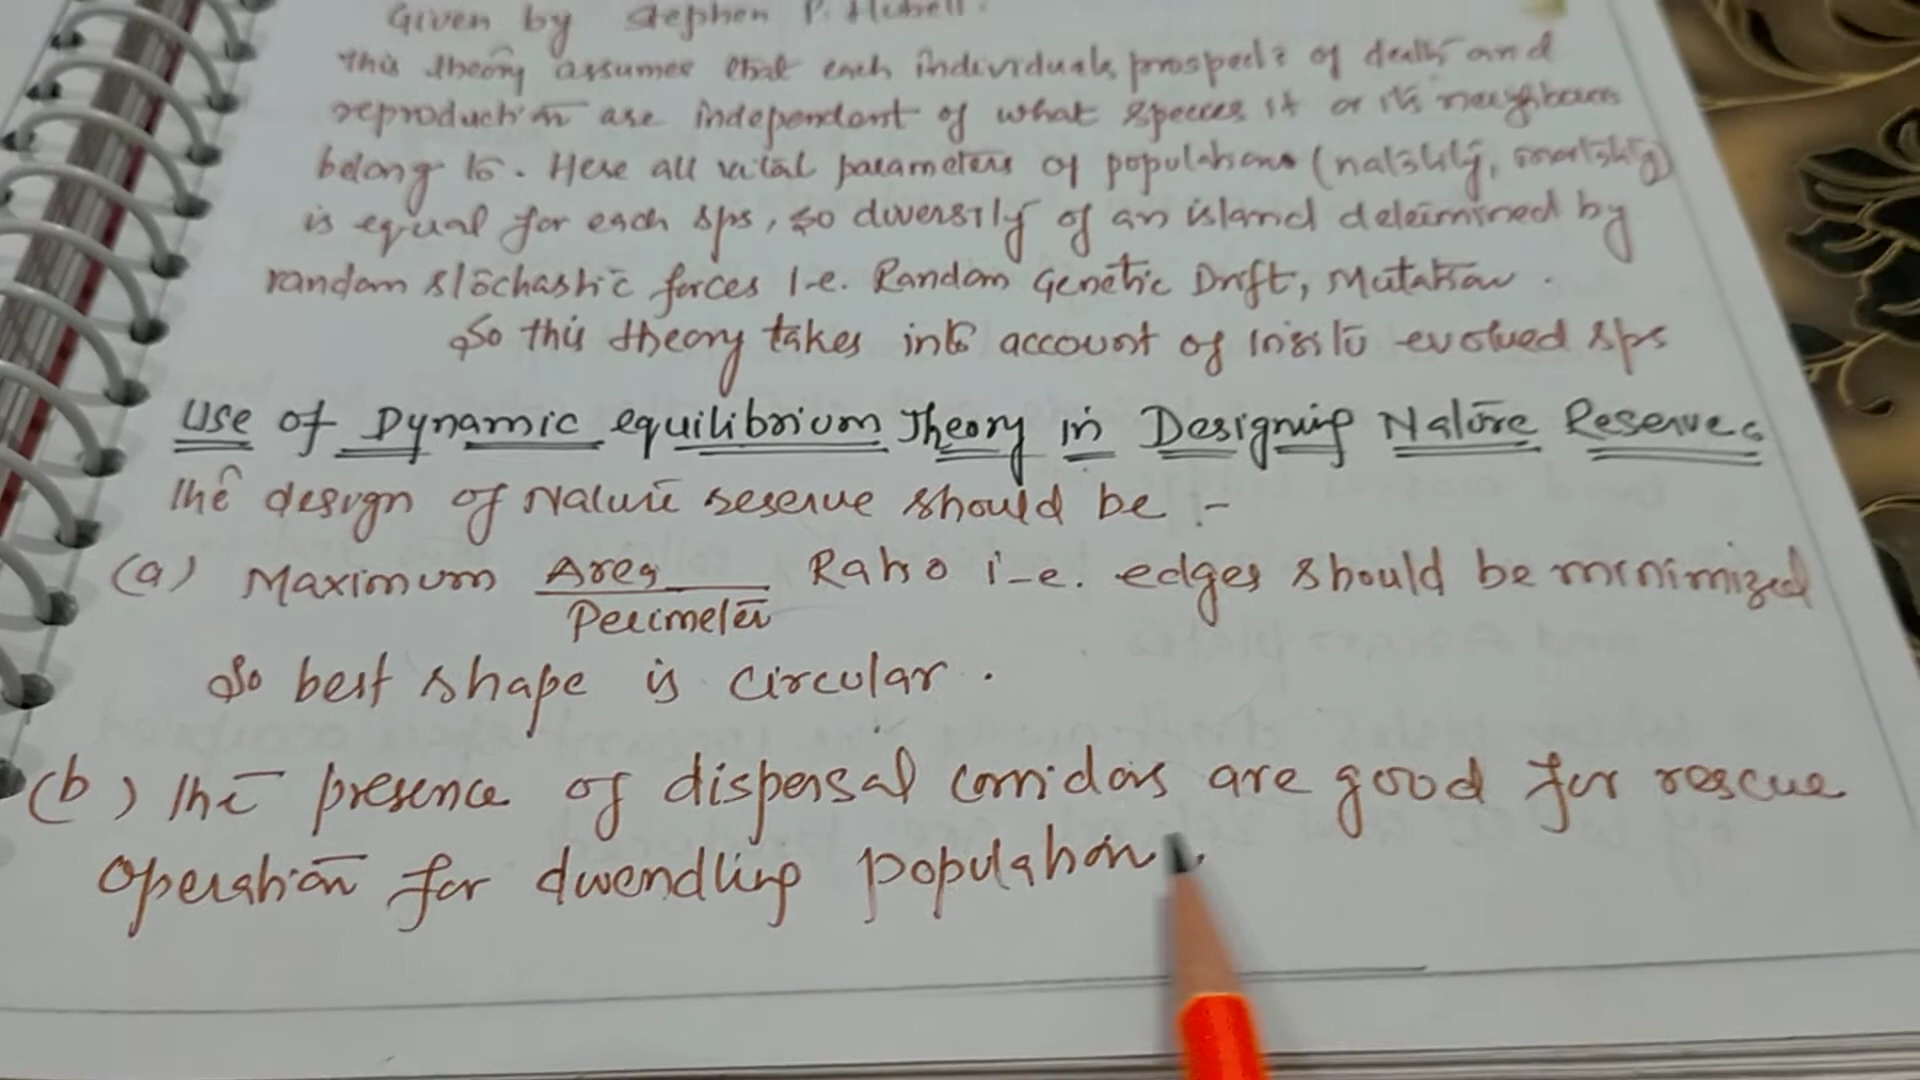 Given by Stephen P. Hubell.
This theory assumes that each individuals prospects of death and
reproduction are independant of what species it or its neighbours
belong to. Here all vital parameters of populations (natality, mortality)
is equal for each sps, so diversity of an island determined by
random stochastic forces i.e. Random Genetic Drift, Mutation.
So this theory takes into account of insitu evolved sps
Use of Dynamic equilibrium Theory in Designing Nature Reserves
The design of Nature reserve should be :-
(a) Maximum Area/Perimeter Ratio i.e. edges should be minimized
So best shape is circular.
(b) The presence of dispersal corridors are good for rescue
operation for dwendling population.